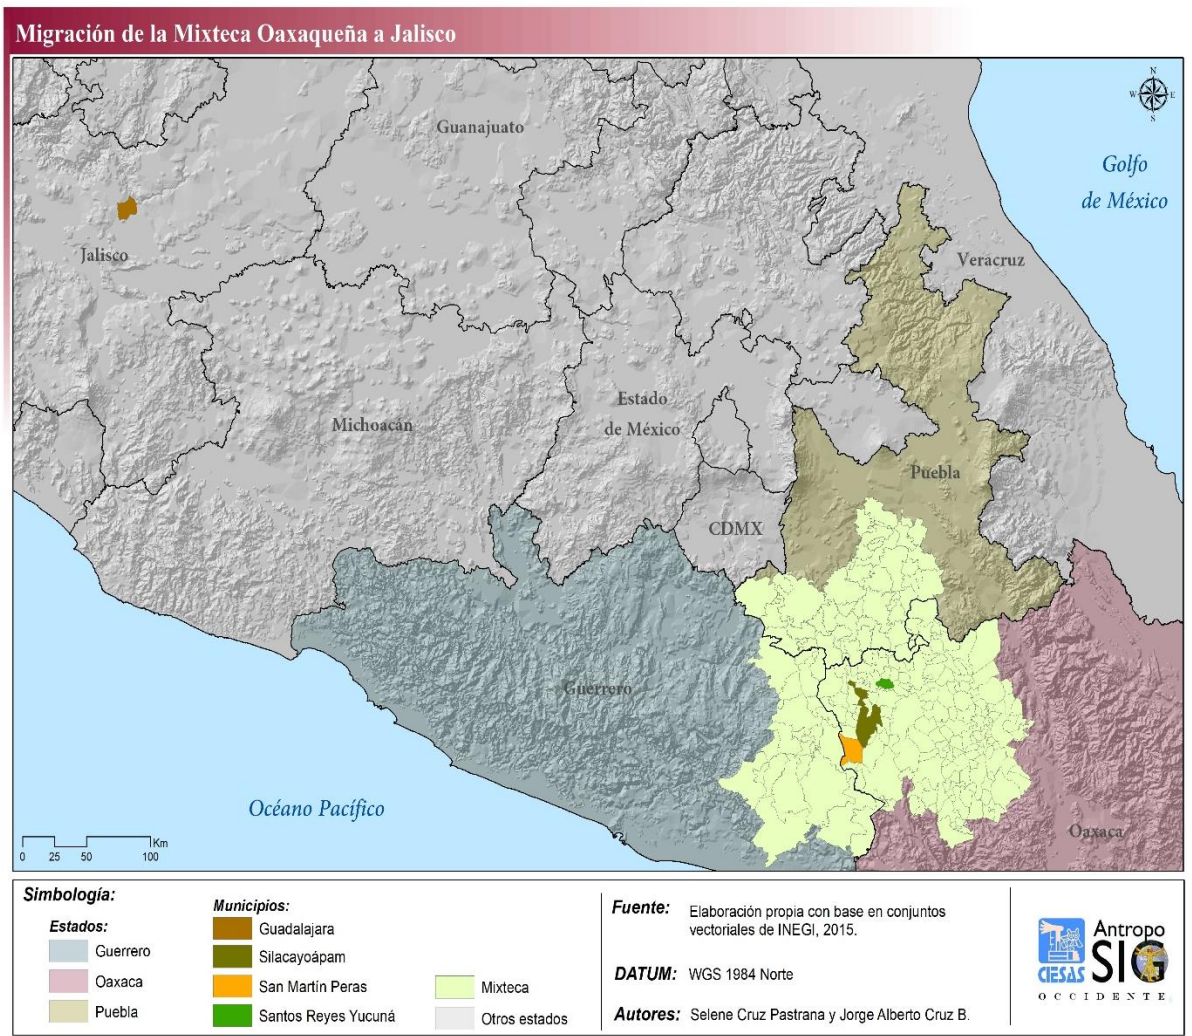 Migración de la Mixteca Oaxaqueña a Jalisco
N
W
E
S
Guanajuato
Golfo
de México
Jalisco
Veracruz
Michoacán
Estado
de México
Puebla
CDMX
Guerrero
Océano Pacífico
Oaxaca
Km
0 25 50 100
Simbología:
Estados:
Guerrero
Oaxaca
Puebla
Municipios:
Guadalajara
Silacayoápam
San Martín Peras
Santos Reyes Yucuná
Mixteca
Otros estados
Fuente: Elaboración propia con base en conjuntos
vectoriales de INEGI, 2015.
DATUM: WGS 1984 Norte
Autores: Selene Cruz Pastrana y Jorge Alberto Cruz B.
CIESAS
Antropo
SIG
OCCIDENTE